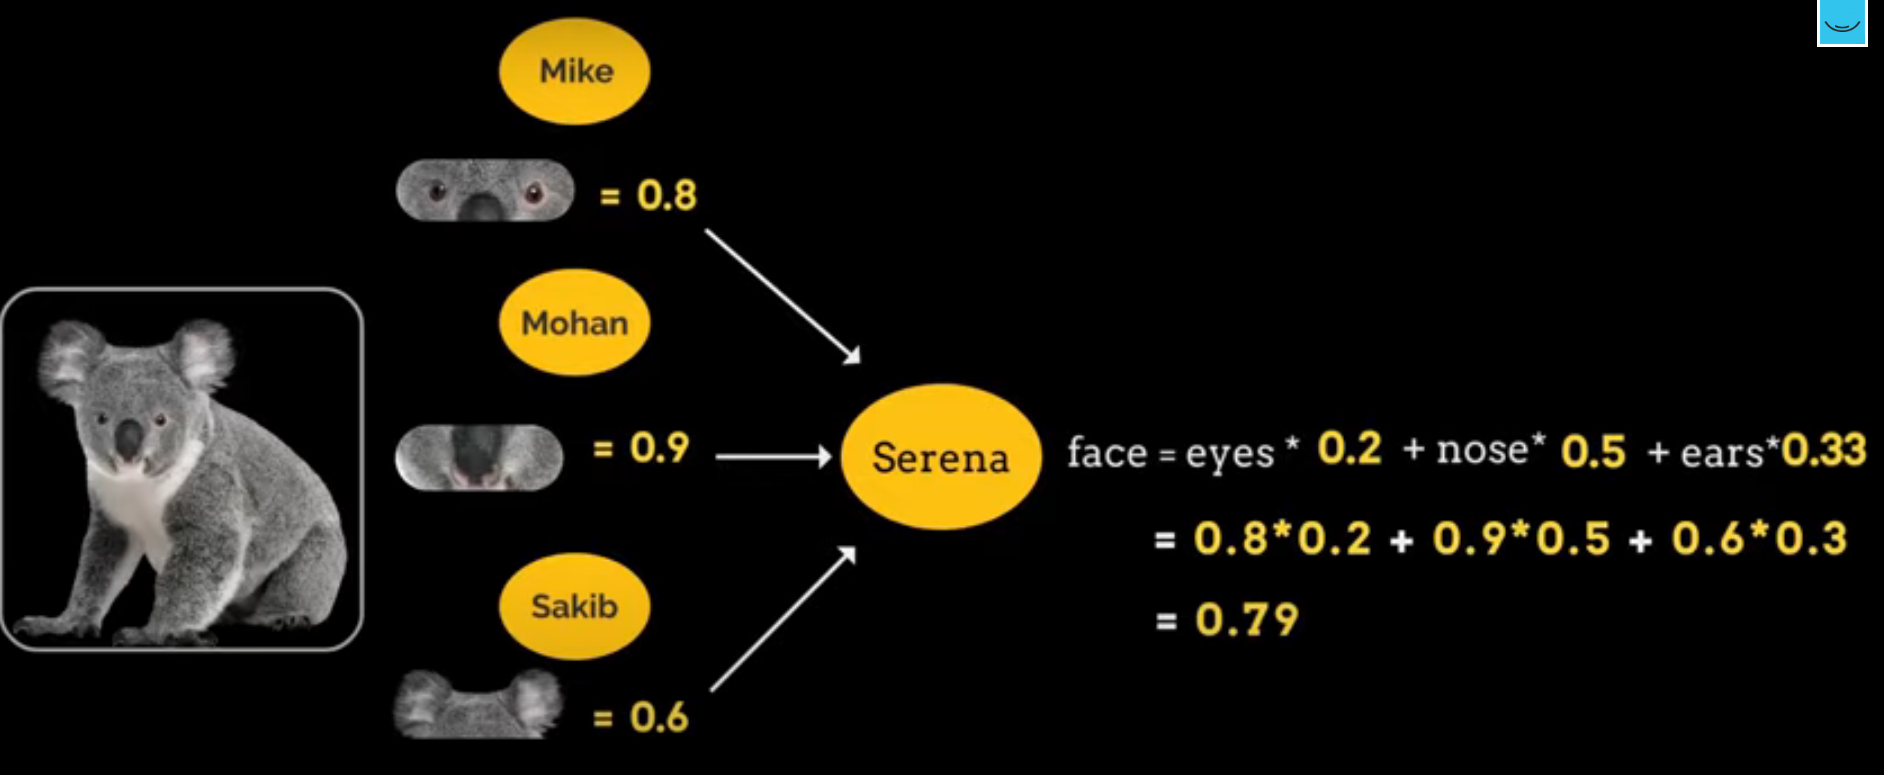 Mike
= 0.8
Mohan
= 0.9
Sakib
= 0.6
Serena
face = eyes * 0.2 + nose* 0.5 + ears*0.33
= 0.8*0.2 + 0.9*0.5 + 0.6*0.3
= 0.79